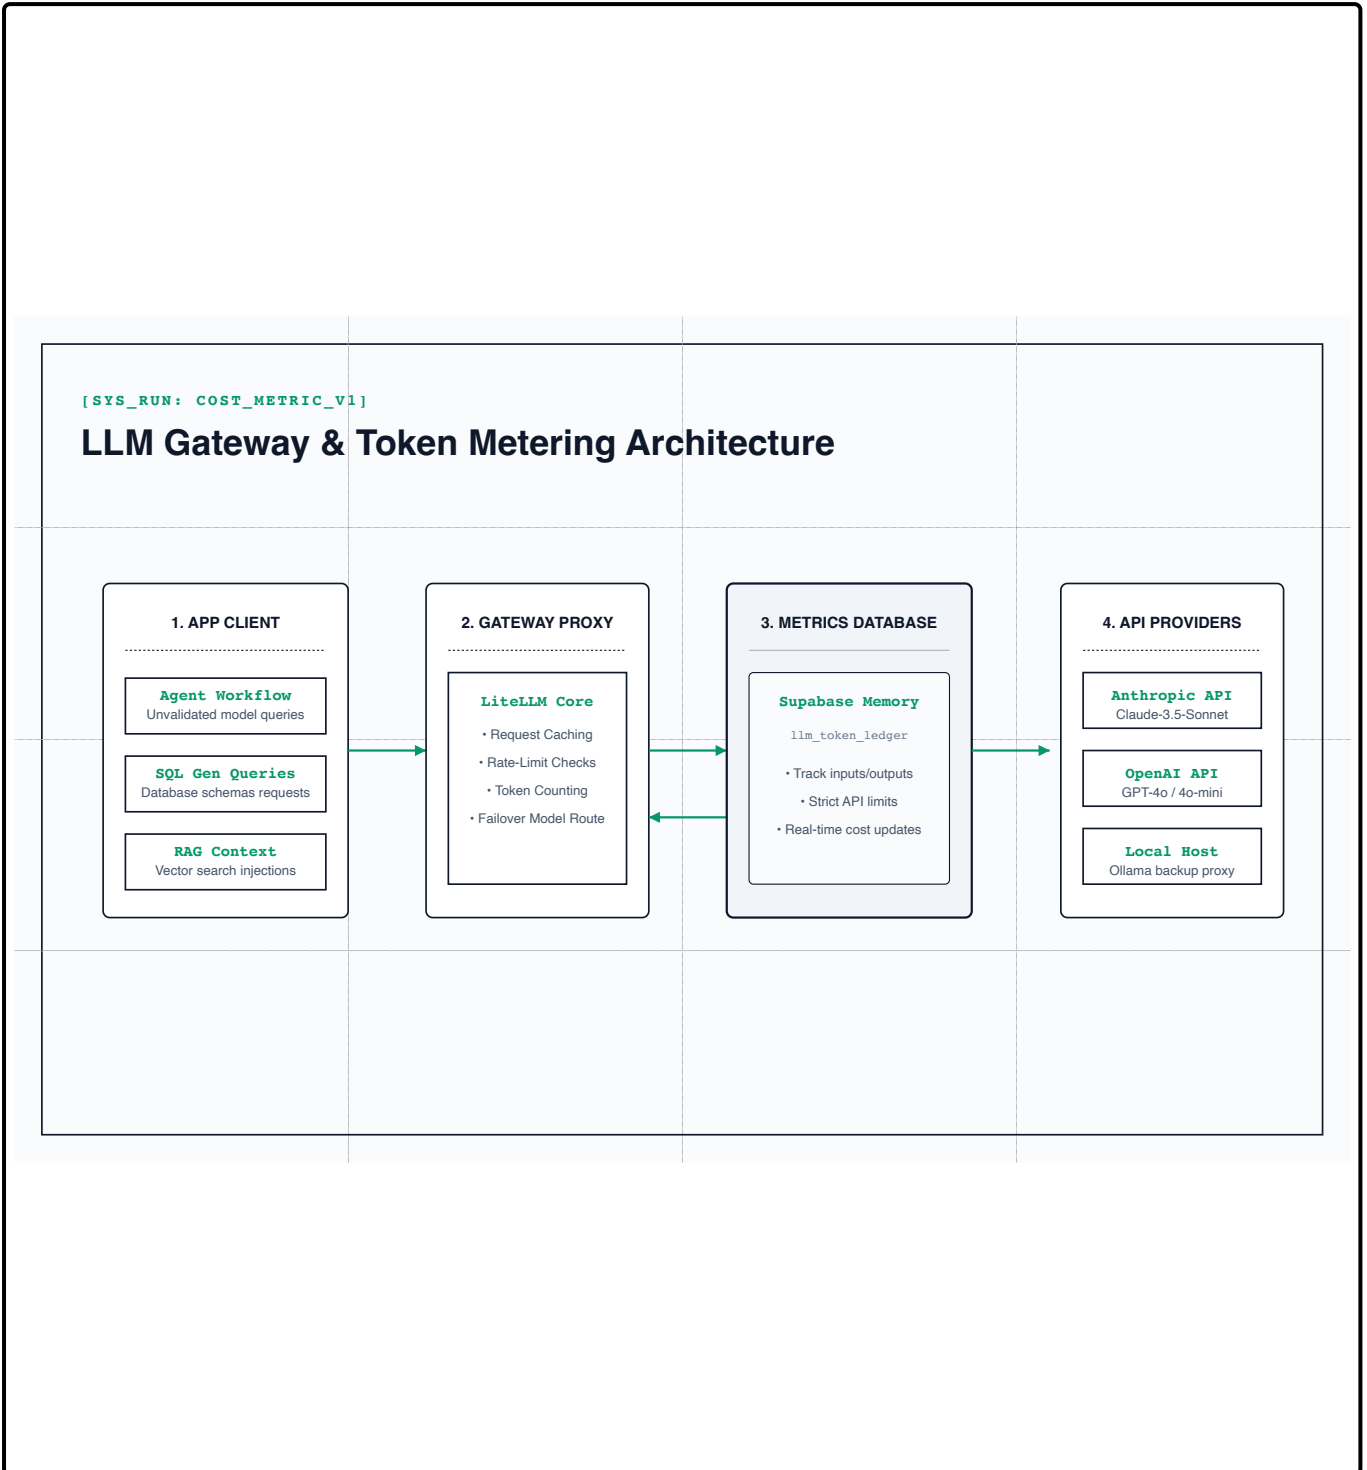 [SYS_RUN: COST_METRIC_V1]
LLM Gateway & Token Metering Architecture
1. APP CLIENT
Agent Workflow
Unvalidated model queries
SQL Gen Queries
Database schemas requests
RAG Context
Vector search injections
2. GATEWAY PROXY
LiteLLM Core
• Request Caching
• Rate-Limit Checks
• Token Counting
• Failover Model Route
3. METRICS DATABASE
Supabase Memory
llm_token_ledger
• Track inputs/outputs
• Strict API limits
• Real-time cost updates
4. API PROVIDERS
Anthropic API
Claude-3.5-Sonnet
OpenAI API
GPT-4o / 4o-mini
Local Host
Ollama backup proxy